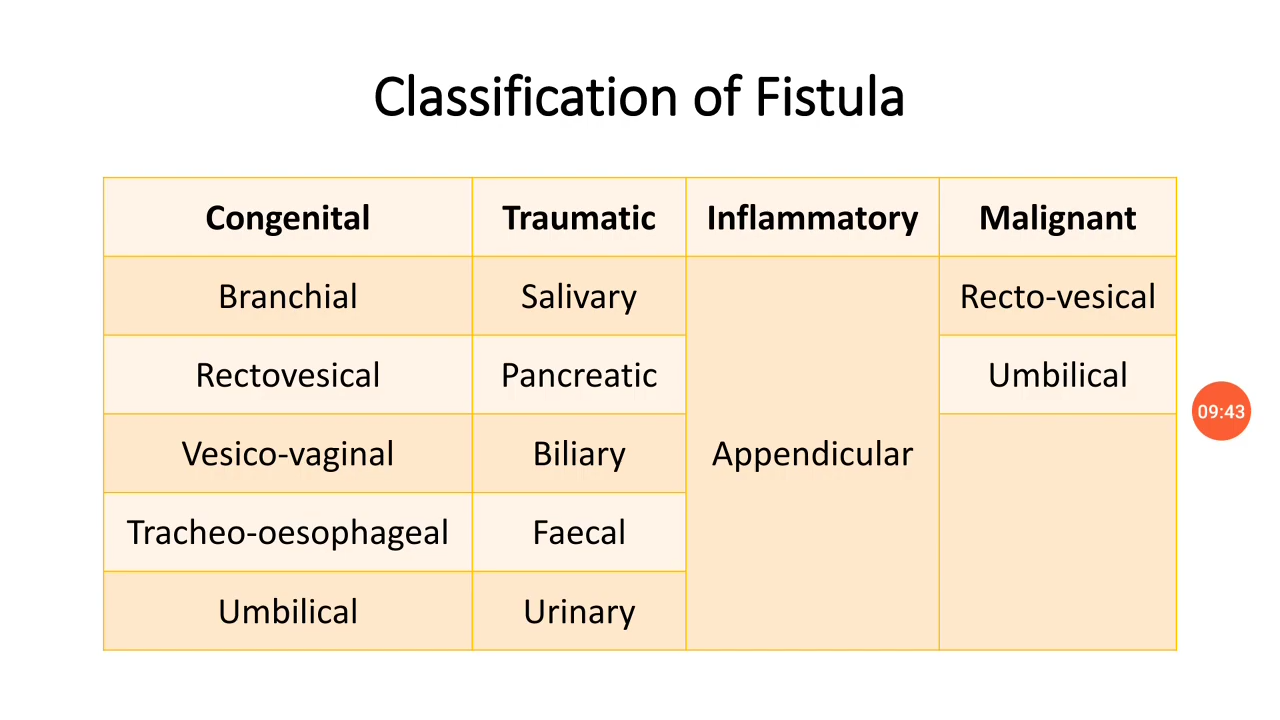 Classification of Fistula
Congenital Traumatic Inflammatory Malignant
Branchial Salivary Recto-vesical
Rectovesical Pancreatic Umbilical
Vesico-vaginal Biliary Appendicular
Tracheo-oesophageal Faecal
Umbilical Urinary
09:43